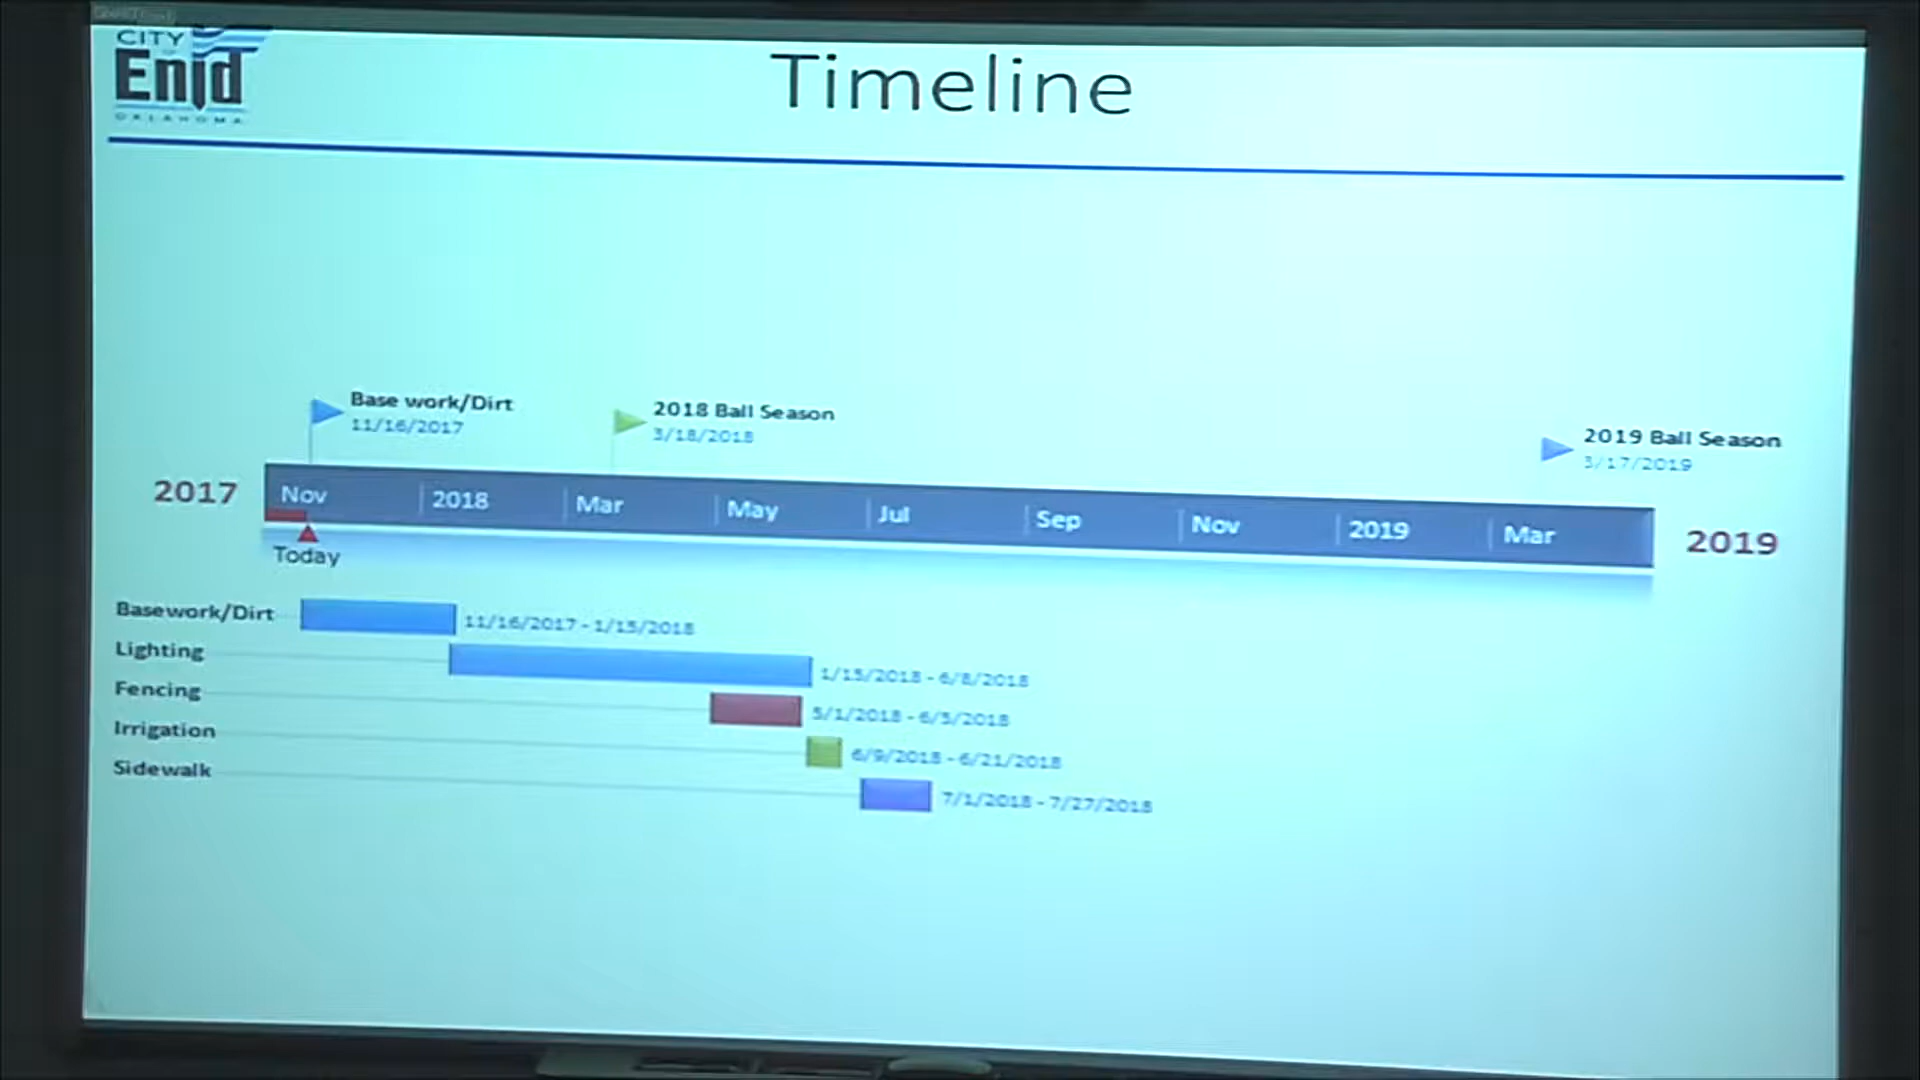 CITY
OF
Enid
OKLAHOMA
Timeline
Base work/Dirt
11/16/2017
2018 Ball Season
3/18/2018
2019 Ball Season
3/17/2019
2017
Nov
2018
Mar
May
Jul
Sep
Nov
2019
Mar
2019
Today
Basework/Dirt
11/16/2017 - 1/15/2018
Lighting
1/15/2018 - 6/8/2018
Fencing
5/1/2018 - 6/5/2018
Irrigation
6/9/2018 - 6/21/2018
Sidewalk
7/1/2018 - 7/27/2018